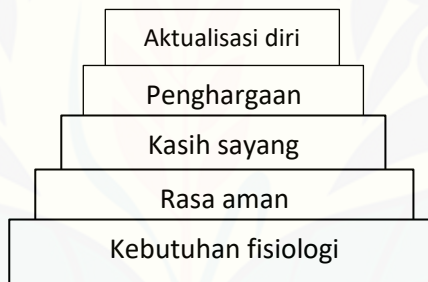 Aktualisasi diri
Penghargaan
Kasih sayang
Rasa aman
Kebutuhan fisiologi